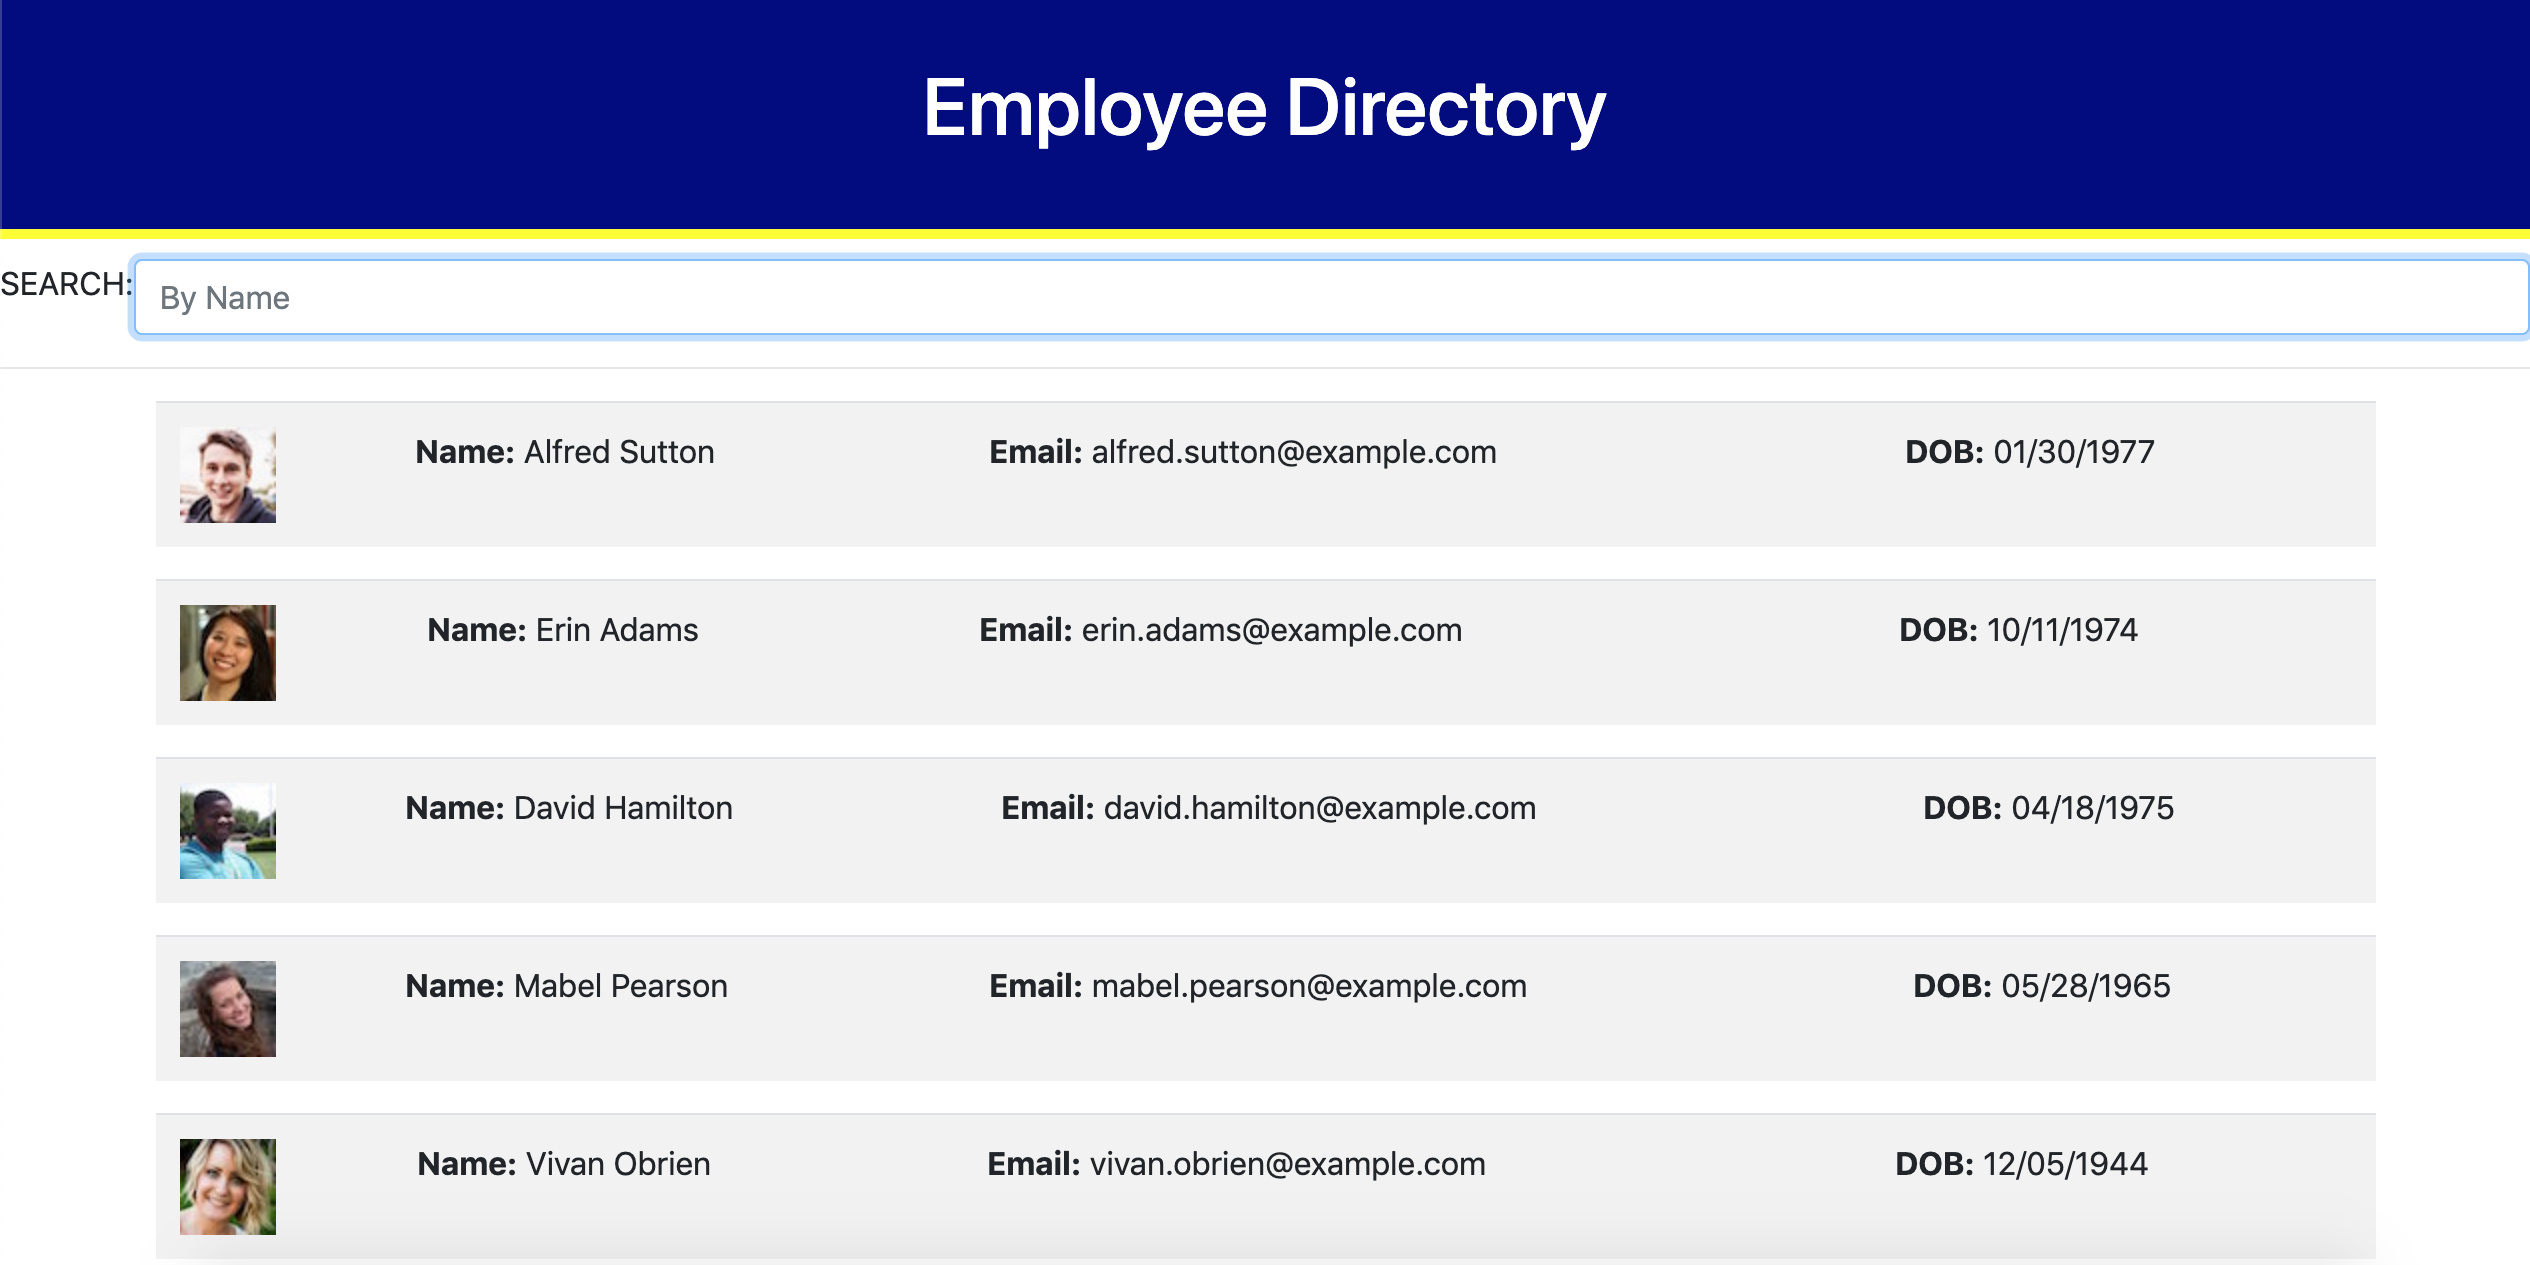 Employee Directory
SEARCH: By Name
Name: Alfred Sutton Email: alfred.sutton@example.com DOB: 01/30/1977
Name: Erin Adams Email: erin.adams@example.com DOB: 10/11/1974
Name: David Hamilton Email: david.hamilton@example.com DOB: 04/18/1975
Name: Mabel Pearson Email: mabel.pearson@example.com DOB: 05/28/1965
Name: Vivan Obrien Email: vivan.obrien@example.com DOB: 12/05/1944